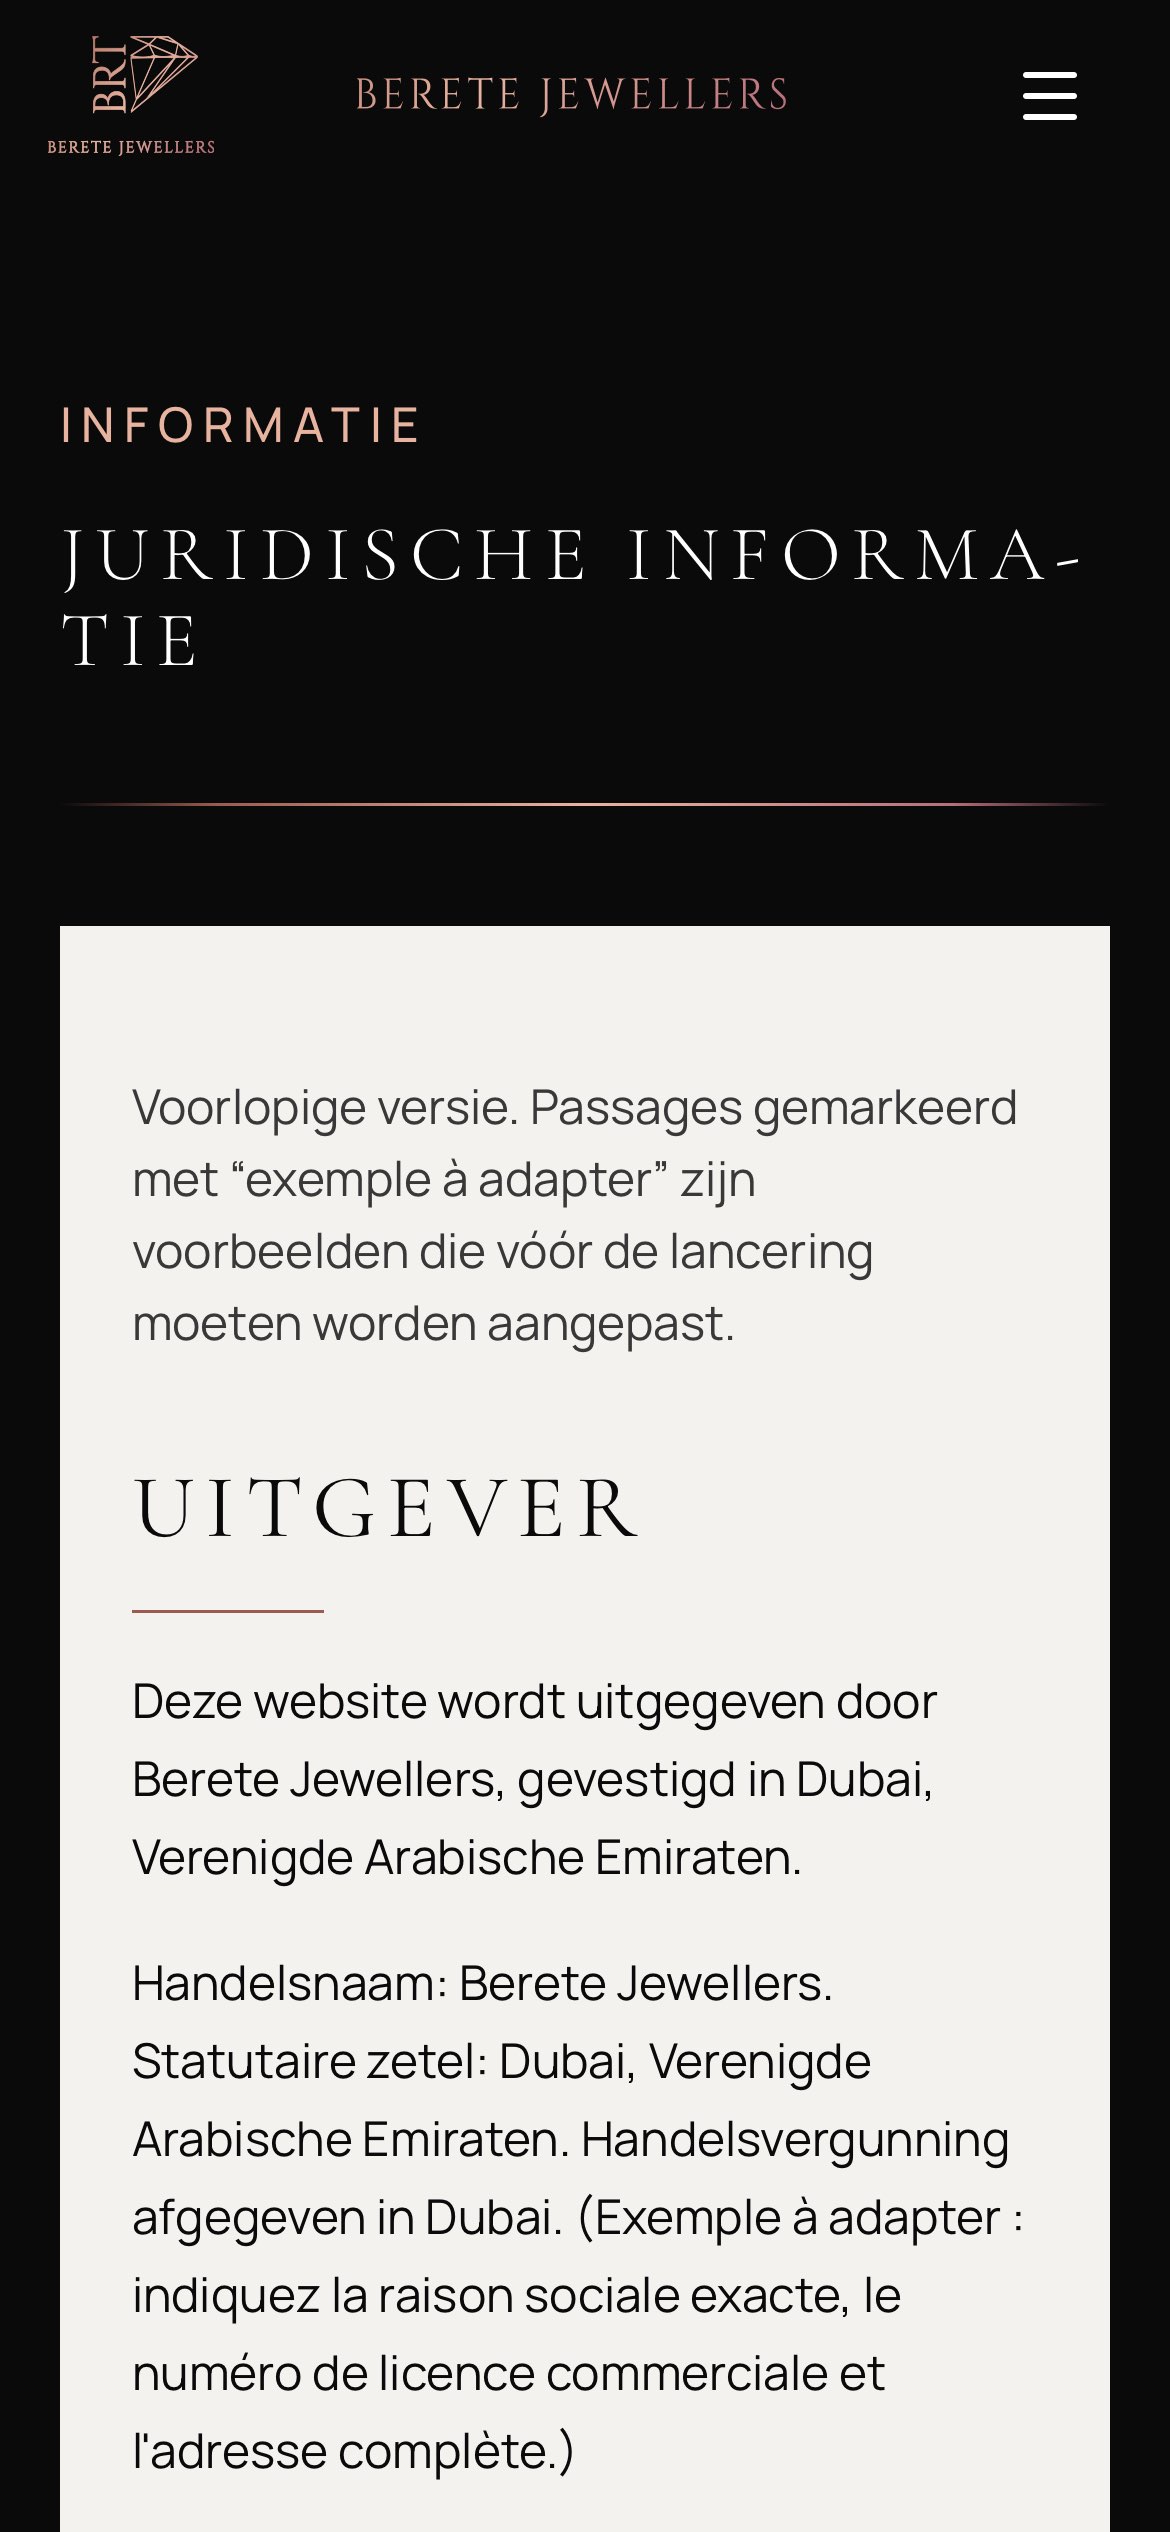 BRT
BERETE JEWELLERS
BERETE JEWELLERS
INFORMATIE
JURIDISCHE INFORMA-
TIE
Voorlopige versie. Passages gemarkeerd
met “exemple à adapter” zijn
voorbeelden die vóór de lancering
moeten worden aangepast.
UITGEVER
Deze website wordt uitgegeven door
Berete Jewellers, gevestigd in Dubai,
Verenigde Arabische Emiraten.
Handelsnaam: Berete Jewellers.
Statutaire zetel: Dubai, Verenigde
Arabische Emiraten. Handelsvergunning
afgegeven in Dubai. (Exemple à adapter :
indiquez la raison sociale exacte, le
numéro de licence commerciale et
l'adresse complète.)